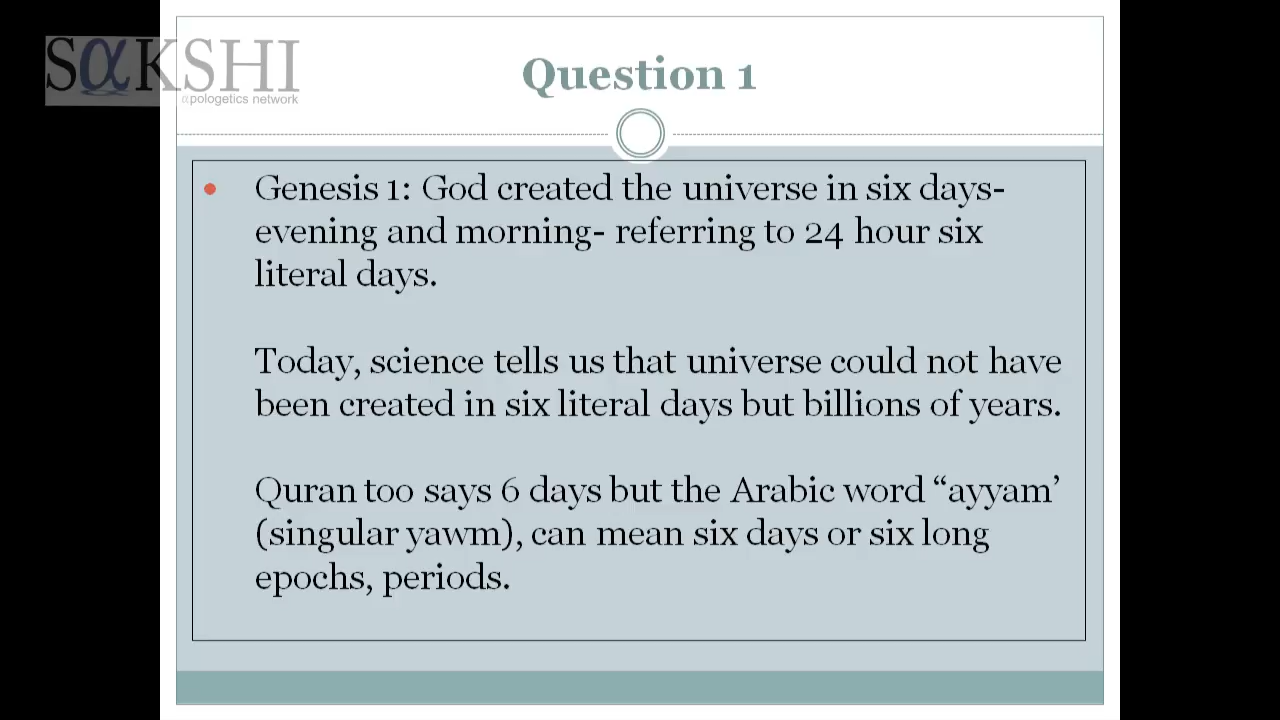 SαKSHI
αpologetics network
Question 1
Genesis 1: God created the universe in six days-
evening and morning- referring to 24 hour six
literal days.
Today, science tells us that universe could not have
been created in six literal days but billions of years.
Quran too says 6 days but the Arabic word “ayyam’
(singular yawm), can mean six days or six long
epochs, periods.